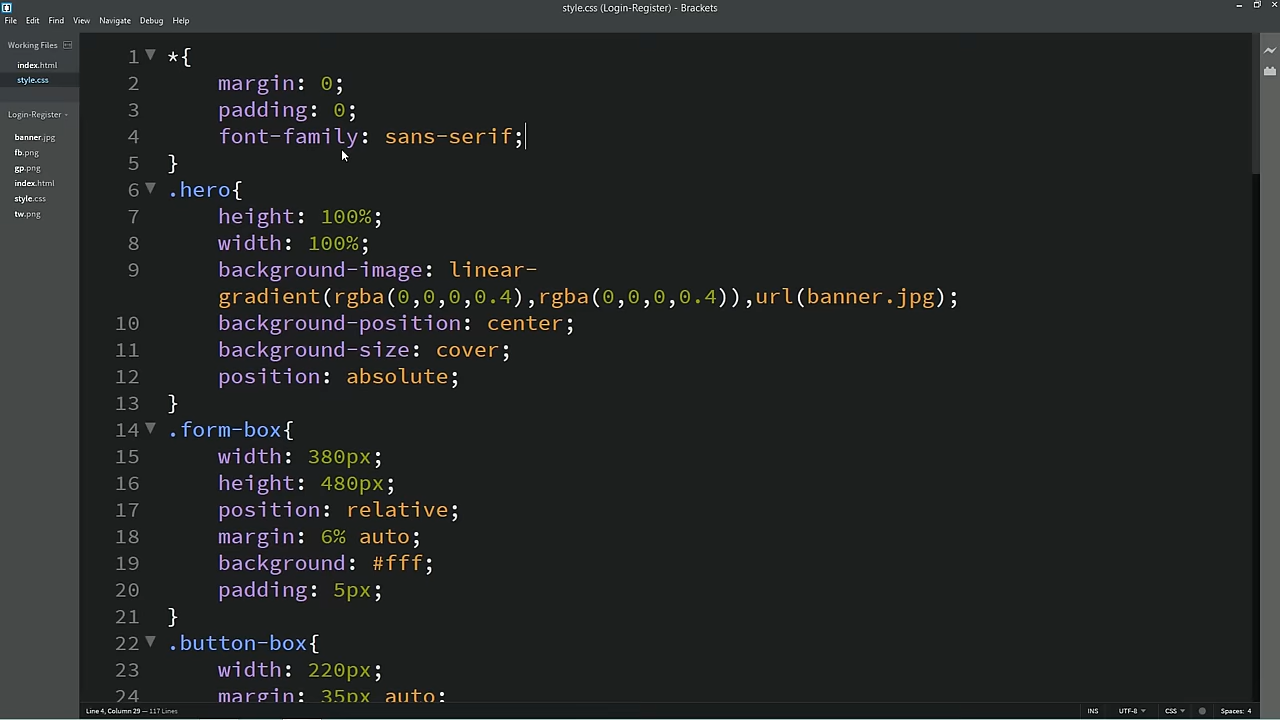 style.css (Login-Register) - Brackets
File Edit Find View Navigate Debug Help
Working Files
index.html
style.css
Login-Register
banner.jpg
fb.png
gp.png
index.html
style.css
tw.png
1 *{
2 margin: 0;
3 padding: 0;
4 font-family: sans-serif;
5 }
6 .hero{
7 height: 100%;
8 width: 100%;
9 background-image: linear-
gradient(rgba(0,0,0,0.4),rgba(0,0,0,0.4)),url(banner.jpg);
10 background-position: center;
11 background-size: cover;
12 position: absolute;
13 }
14 .form-box{
15 width: 380px;
16 height: 480px;
17 position: relative;
18 margin: 6% auto;
19 background: #fff;
20 padding: 5px;
21 }
22 .button-box{
23 width: 220px;
24 margin: 35px auto;
Line 4, Column 29 — 117 Lines
INS UTF-8 CSS Spaces: 4